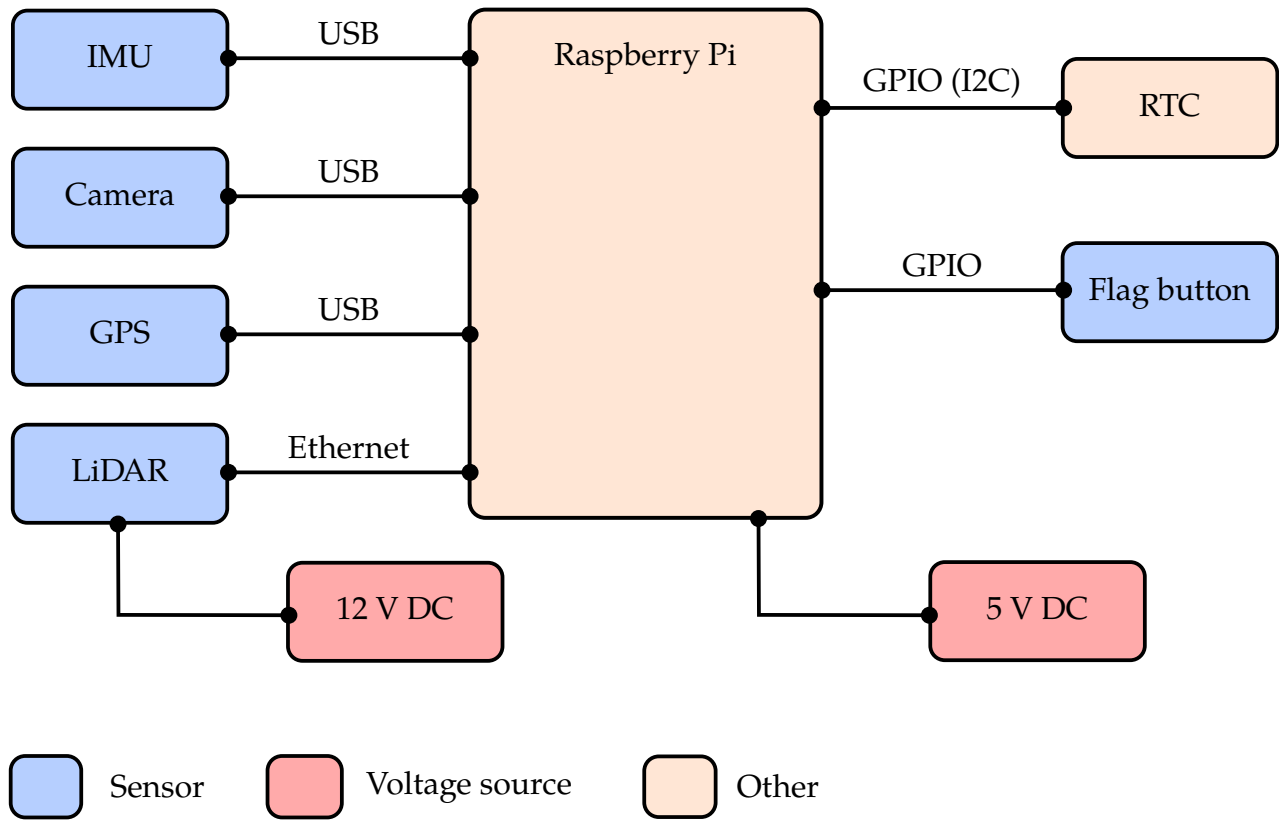 IMU
USB
Raspberry Pi
GPIO (I2C)
RTC
Camera
USB
GPIO
Flag button
GPS
USB
LiDAR
Ethernet
12 V DC
5 V DC
Sensor
Voltage source
Other